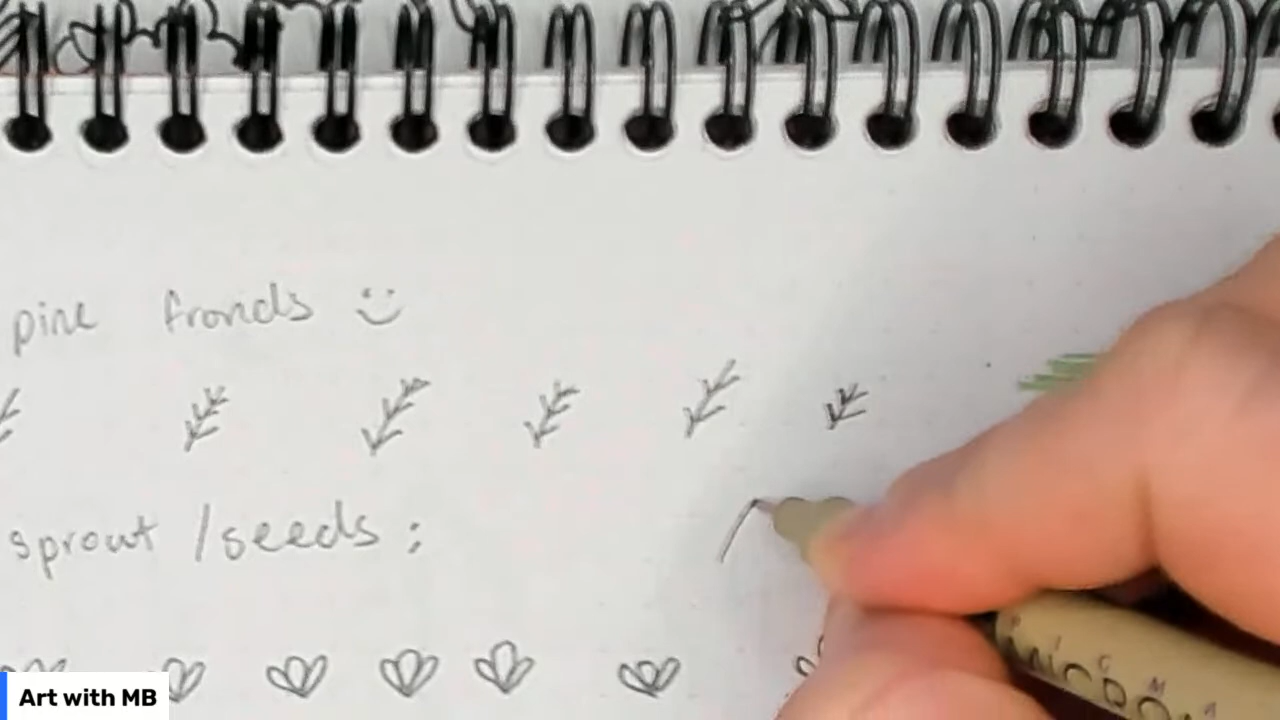 pine fronds
sprout / seeds :
Art with MB